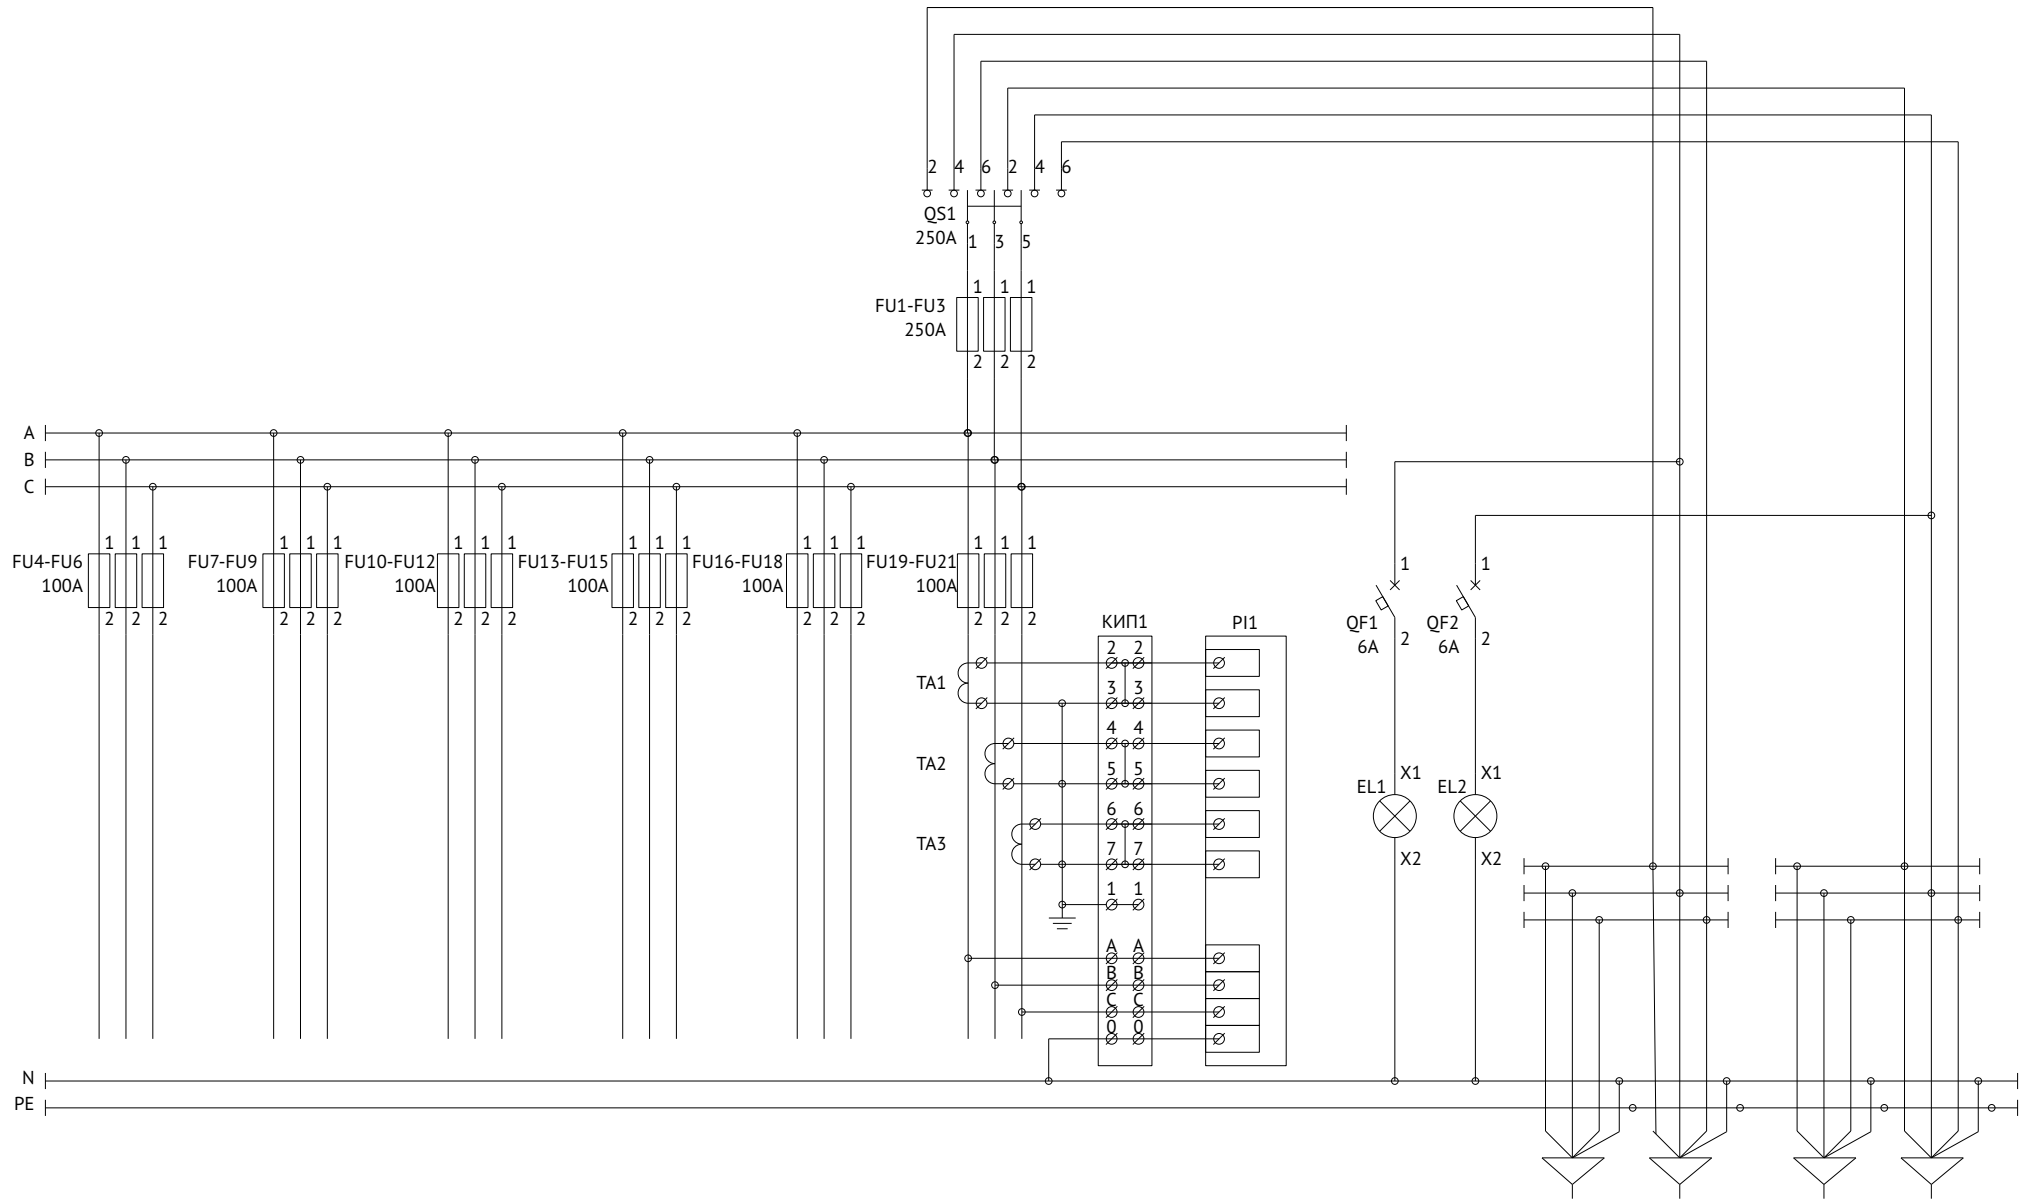 2 4 6 2 4 6
QS1
250A
1 3 5
1 1 1
FU1-FU3
250A
2 2 2
A
B
C
1 1 1 1 1 1 1 1 1 1 1 1 1 1 1 1 1 1
FU4-FU6 FU7-FU9 FU10-FU12 FU13-FU15 FU16-FU18 FU19-FU21
100A 100A 100A 100A 100A 100A
2 2 2 2 2 2 2 2 2 2 2 2 2 2 2 2 2 2
1 1
QF1 QF2
6A 6A
2 2
КИП1 PI1
2 2
TA1
3 3
4 4
TA2
5 5
X1 X1
EL1 EL2
6 6
TA3
7 7
X2 X2
1 1
A A
B B
C C
0 0
N
PE